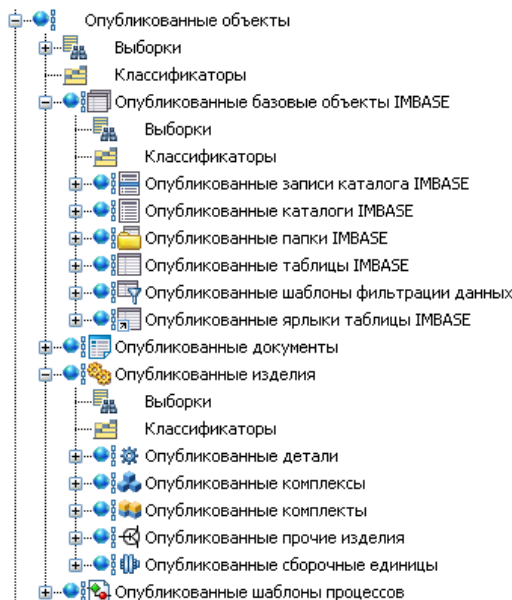 Опубликованные объекты
Выборки
Классификаторы
Опубликованные базовые объекты IMBASE
Выборки
Классификаторы
Опубликованные записи каталога IMBASE
Опубликованные каталоги IMBASE
Опубликованные папки IMBASE
Опубликованные таблицы IMBASE
Опубликованные шаблоны фильтрации данных
Опубликованные ярлыки таблицы IMBASE
Опубликованные документы
Опубликованные изделия
Выборки
Классификаторы
Опубликованные детали
Опубликованные комплексы
Опубликованные комплекты
Опубликованные прочие изделия
Опубликованные сборочные единицы
Опубликованные шаблоны процессов